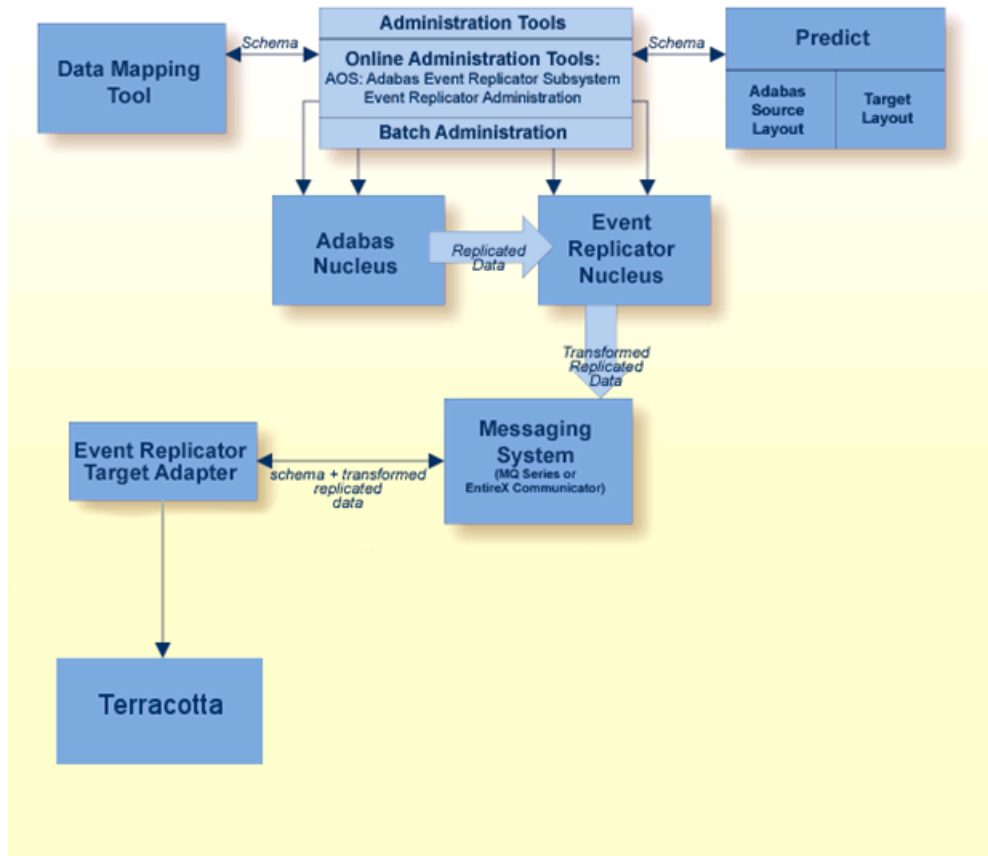 Administration Tools
Data Mapping
Tool
Schema
Online Administration Tools:
AOS: Adabas Event Replicator Subsystem
Event Replicator Administration
Batch Administration
Schema
Predict
Adabas
Source
Layout
Target
Layout
Adabas
Nucleus
Replicated
Data
Event
Replicator
Nucleus
Transformed
Replicated
Data
Event Replicator
Target Adapter
schema + transformed
replicated
data
Messaging
System
(MQ Series or
EntireX Communicator)
Terracotta